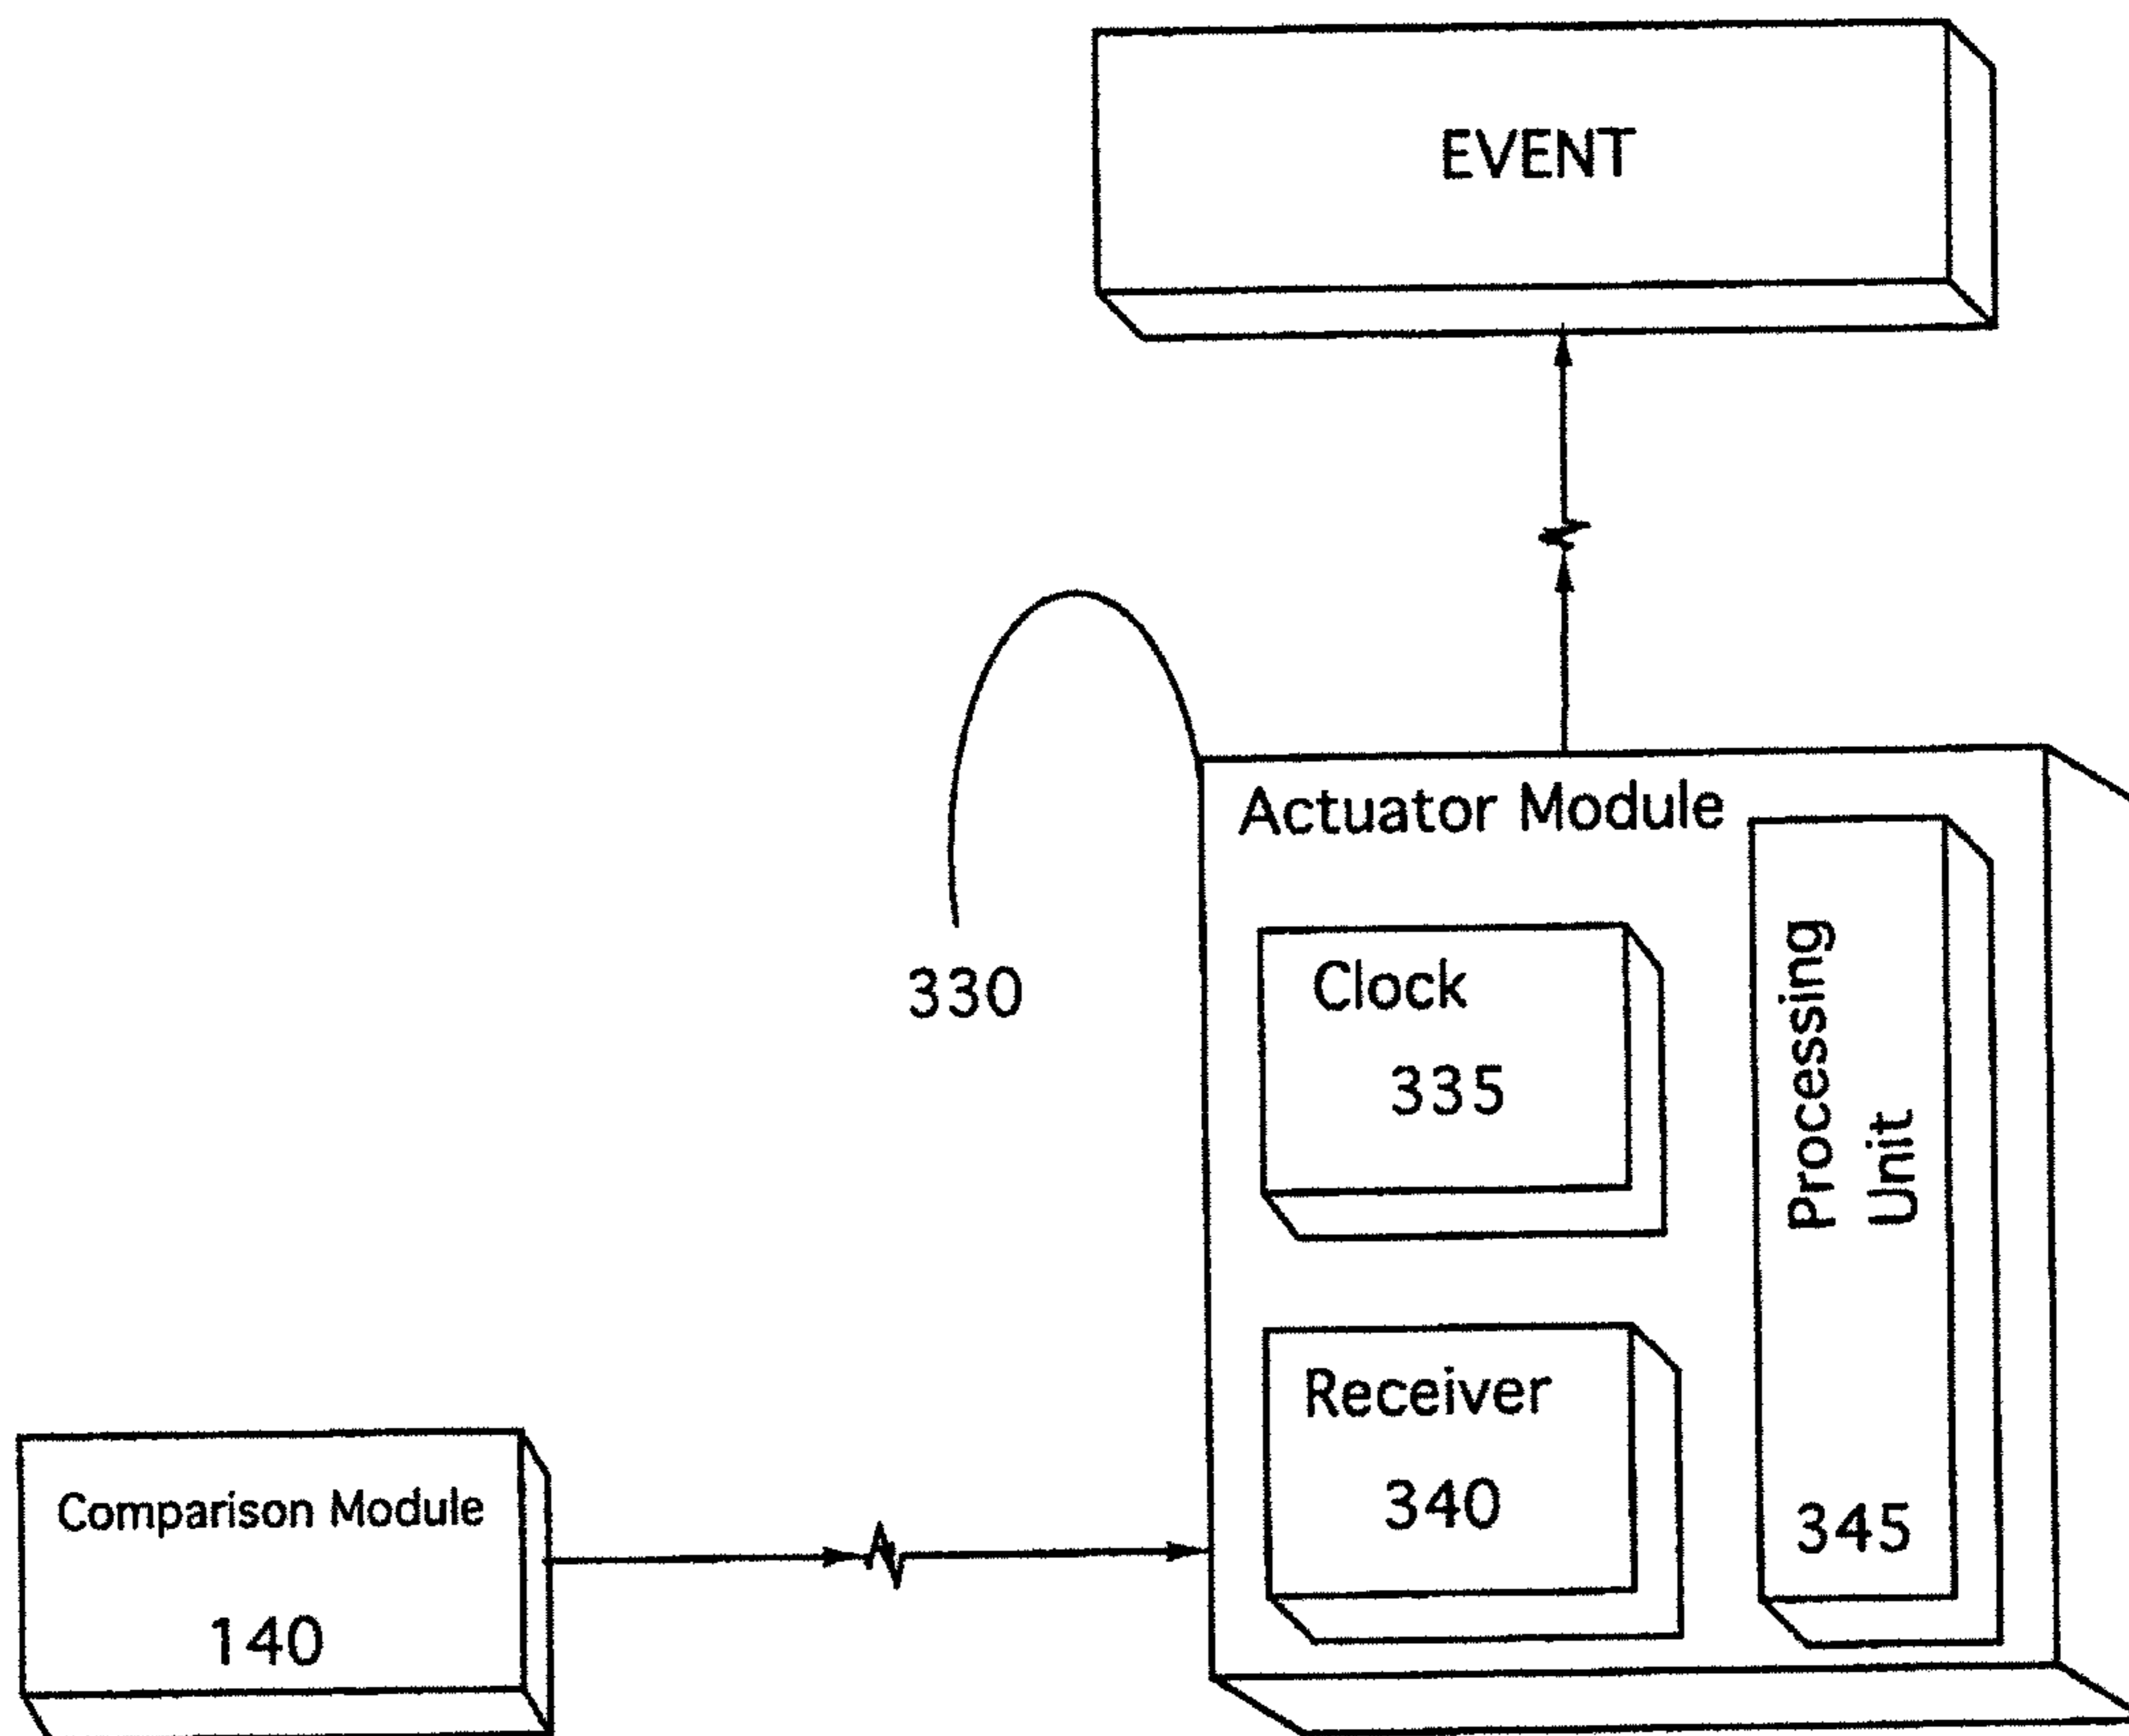 EVENT
Actuator Module
330
Clock
335
Processing
Unit
345
Receiver
340
Comparison Module
140